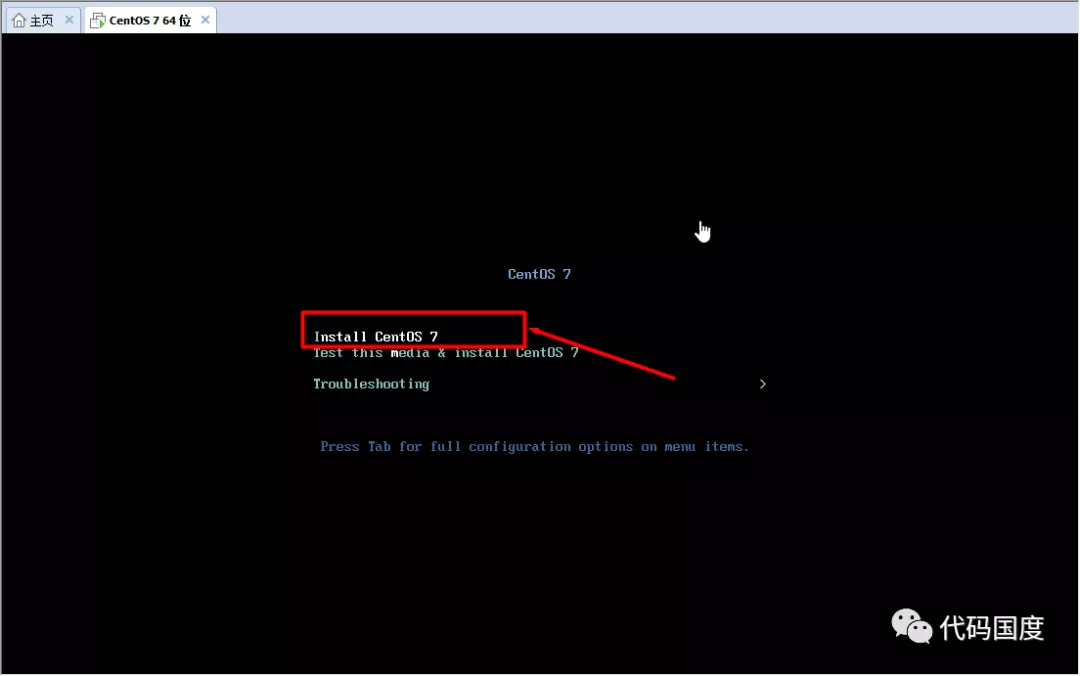 主页
CentOS 7 64 位
CentOS 7
Install CentOS 7
Test this media & install CentOS 7
Troubleshooting
Press Tab for full configuration options on menu items.
代码国度